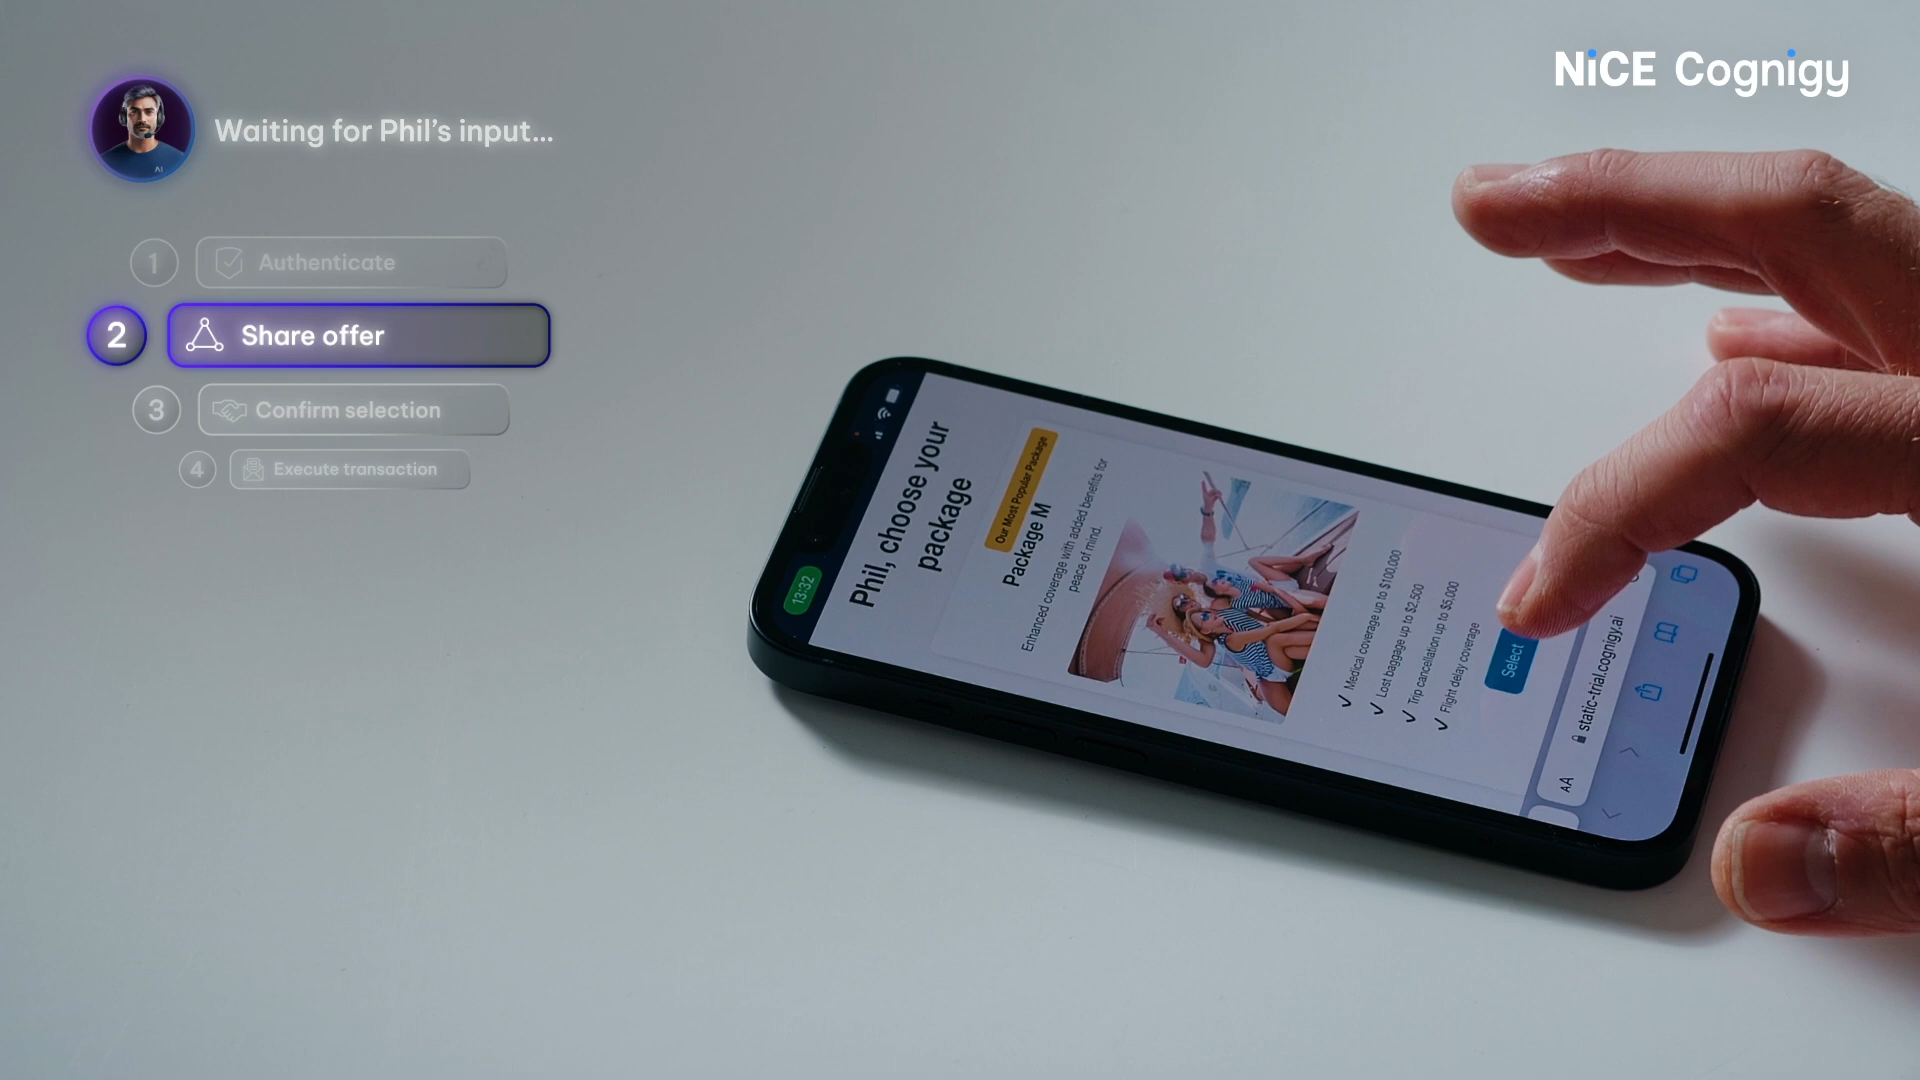 NiCE Cognigy
Waiting for Phil's input...
AI
1
Authenticate
2
Share offer
3
Confirm selection
4
Execute transaction
13:32
Phil, choose your
package
Our Most Popular Package
Package M
Enhanced coverage with added benefits for
peace of mind.
✓ Medical coverage up to $100,000
✓ Lost baggage up to $2,500
✓ Trip cancellation up to $5,000
✓ Flight delay coverage
Select
AA
static-trial.cognigy.ai